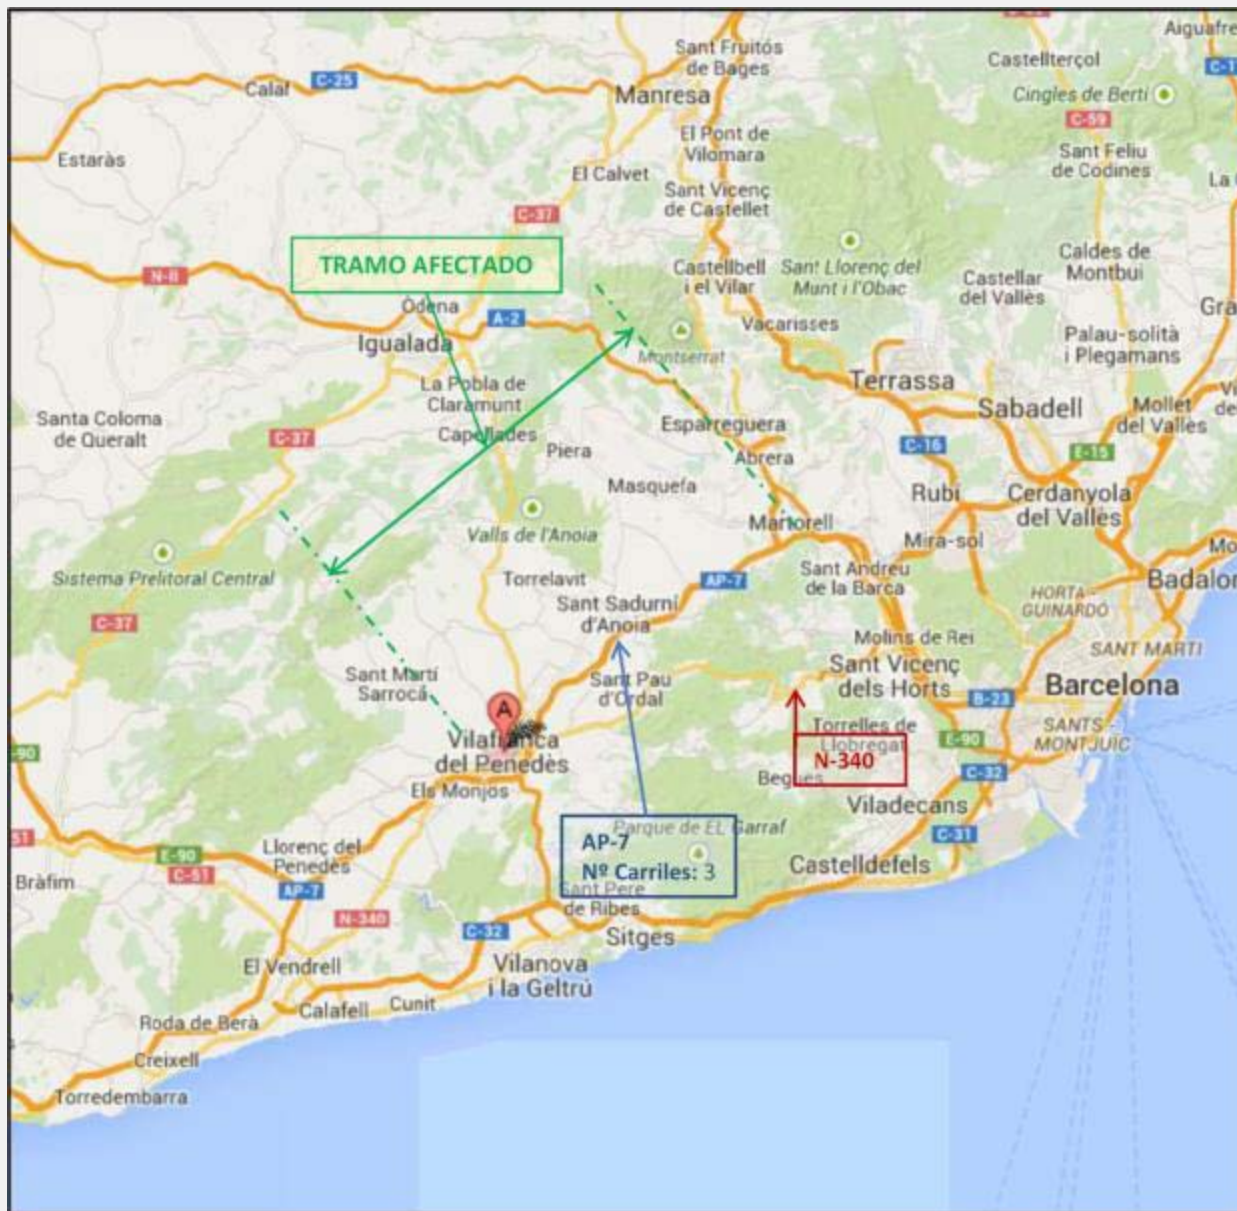 Aiguafre
Sant Fruitós
de Bages
Castellterçol
C-25
Calaf
Manresa
Cingles de Bertí
C-59
El Pont de
Vilomara
Estaràs
Sant Feliu
de Codines
El Calvet
Sant Vicenç
de Castellet
La
C-37
TRAMO AFECTADO
N-II
Castellbell
i el Vilar
Sant Llorenç del
Munt i l'Obac
Caldes de
Montbui
Castellar
del Vallès
Òdena
A-2
Gra
Igualada
Vacarisses
Montserrat
Palau-solità
i Plegamans
La Pobla de
Claramunt
Terrassa
Santa Coloma
de Queralt
Sabadell
Mollet
del Vallès
C-37
Capellades
Piera
Esparreguera
Abrera
C-16
E-15
Masquefa
Rubí
Cerdanyola
del Vallès
Valls de l'Anoia
Martorell
Mira-sol
Sistema Prelitoral Central
Torrelavit
AP-7
Sant Andreu
de la Barca
Badalon
HORTA -
GUINARDÓ
Sant Sadurní
d'Anoia
C-37
Molins de Rei
SANT MARTI
Sant Martí
Sarroca
Sant Pau
d'Ordal
Sant Vicenç
dels Horts
Barcelona
B-23
A
Vilafranca
del Penedès
Torrelles de
Llobregat
SANTS -
MONTJUÏC
E-90
N-340
C-32
Els Monjos
Begues
Viladecans
Parque de EL Garraf
C-31
AP-7
Nº Carriles: 3
Llorenç del
Penedès
E-90
C-51
Castelldefels
Bràfim
AP-7
Sant Pere
de Ribes
N-340
C-32
Sitges
El Vendrell
Vilanova
i la Geltrú
Calafell
Cunit
Roda de Berà
Creixell
Torredembarra